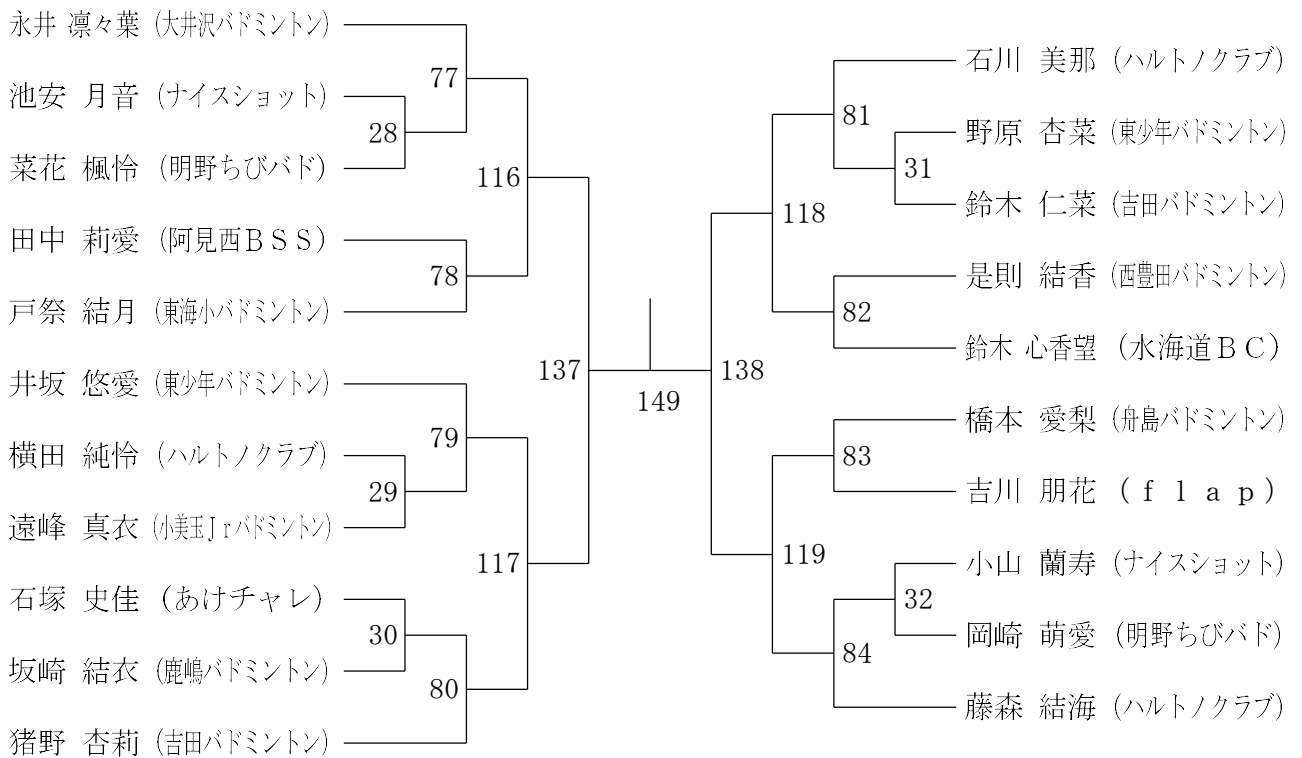 永井 凛々葉 (大井沢バドミントン)
池安 月音 (ナイスショット)
菜花 楓怜 (明野ちびバド)
田中 莉愛 (阿見西BSS)
戸祭 結月 (東海小バドミントン)
井坂 悠愛 (東少年バドミントン)
横田 純怜 (ハルトノクラブ)
遠峰 真衣 (小美玉Jrバドミントン)
石塚 史佳 (あけチャレ)
坂崎 結衣 (鹿嶋バドミントン)
猪野 杏莉 (吉田バドミントン)
77
28
116
78
137
79
29
117
30
80
149
石川 美那 (ハルトノクラブ)
野原 杏菜 (東少年バドミントン)
鈴木 仁菜 (吉田バドミントン)
是則 結香 (西豊田バドミントン)
鈴木 心香望 (水海道BC)
橋本 愛梨 (舟島バドミントン)
吉川 朋花 (flap)
小山 蘭寿 (ナイスショット)
岡崎 萌愛 (明野ちびバド)
藤森 結海 (ハルトノクラブ)
81
31
118
82
138
83
119
32
84